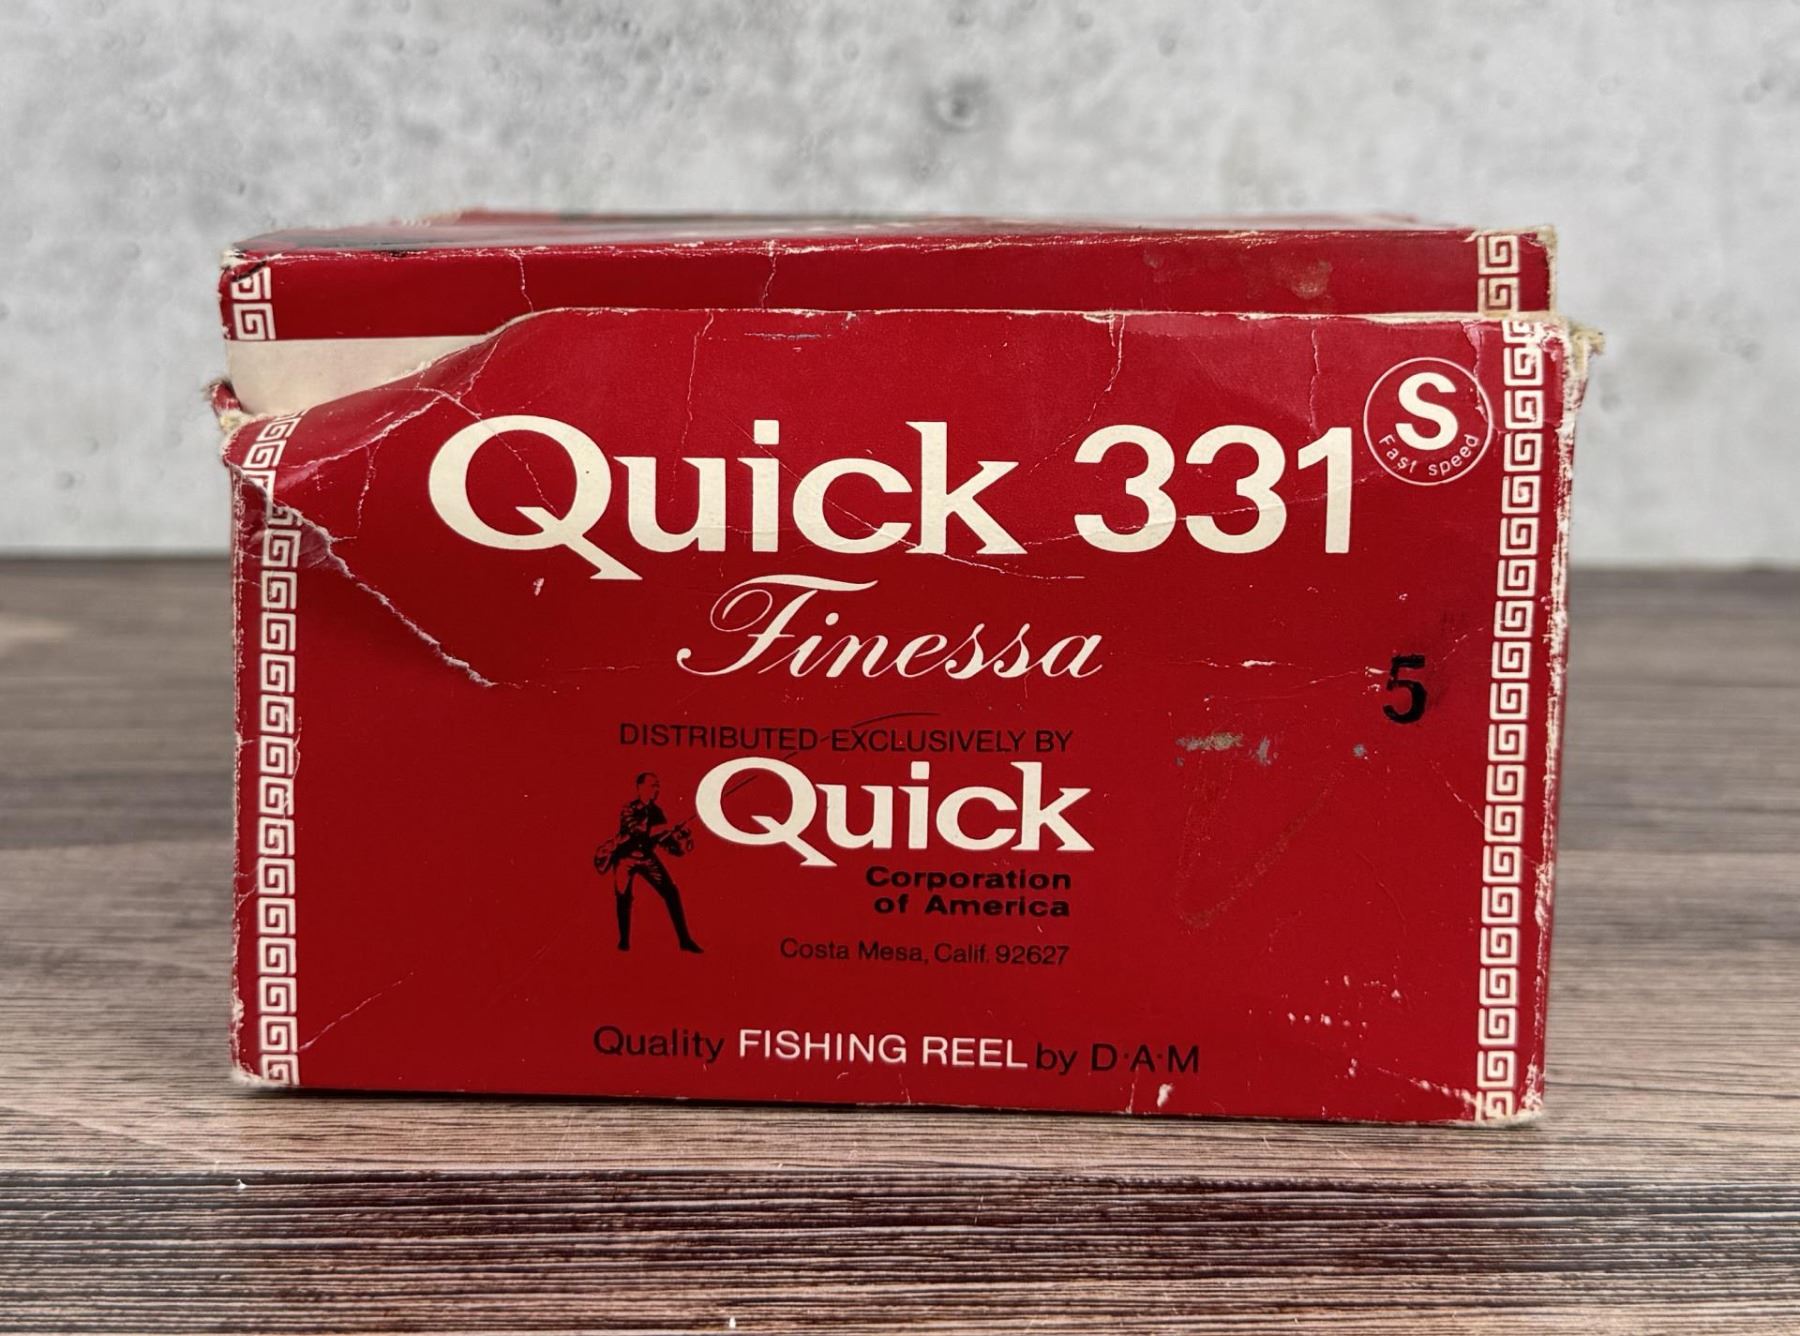 Quick 331
S
Fast speed
Finessa
5
DISTRIBUTED EXCLUSIVELY BY
Quick
Corporation
of America
Costa Mesa, Calif. 92627
Quality FISHING REEL by D·A·M